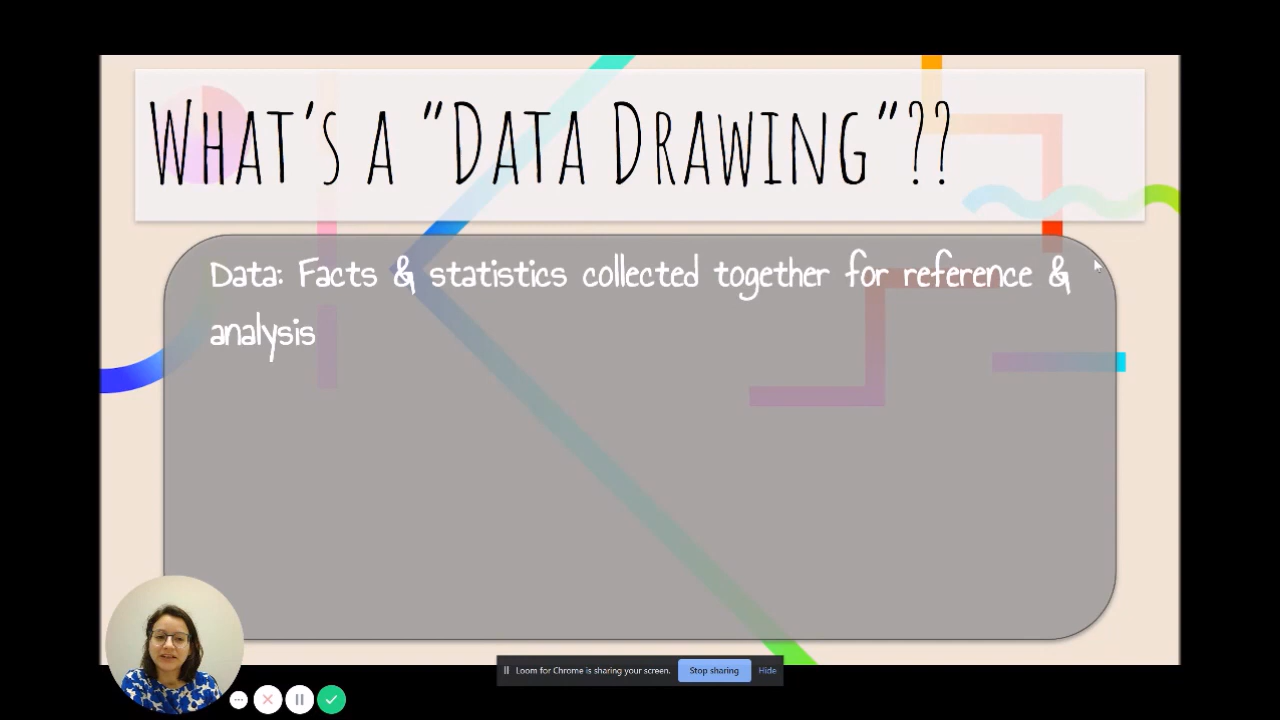 What's a "Data Drawing"??
Data: Facts & statistics collected together for reference &
analysis
Loom for Chrome is sharing your screen. Stop sharing Hide